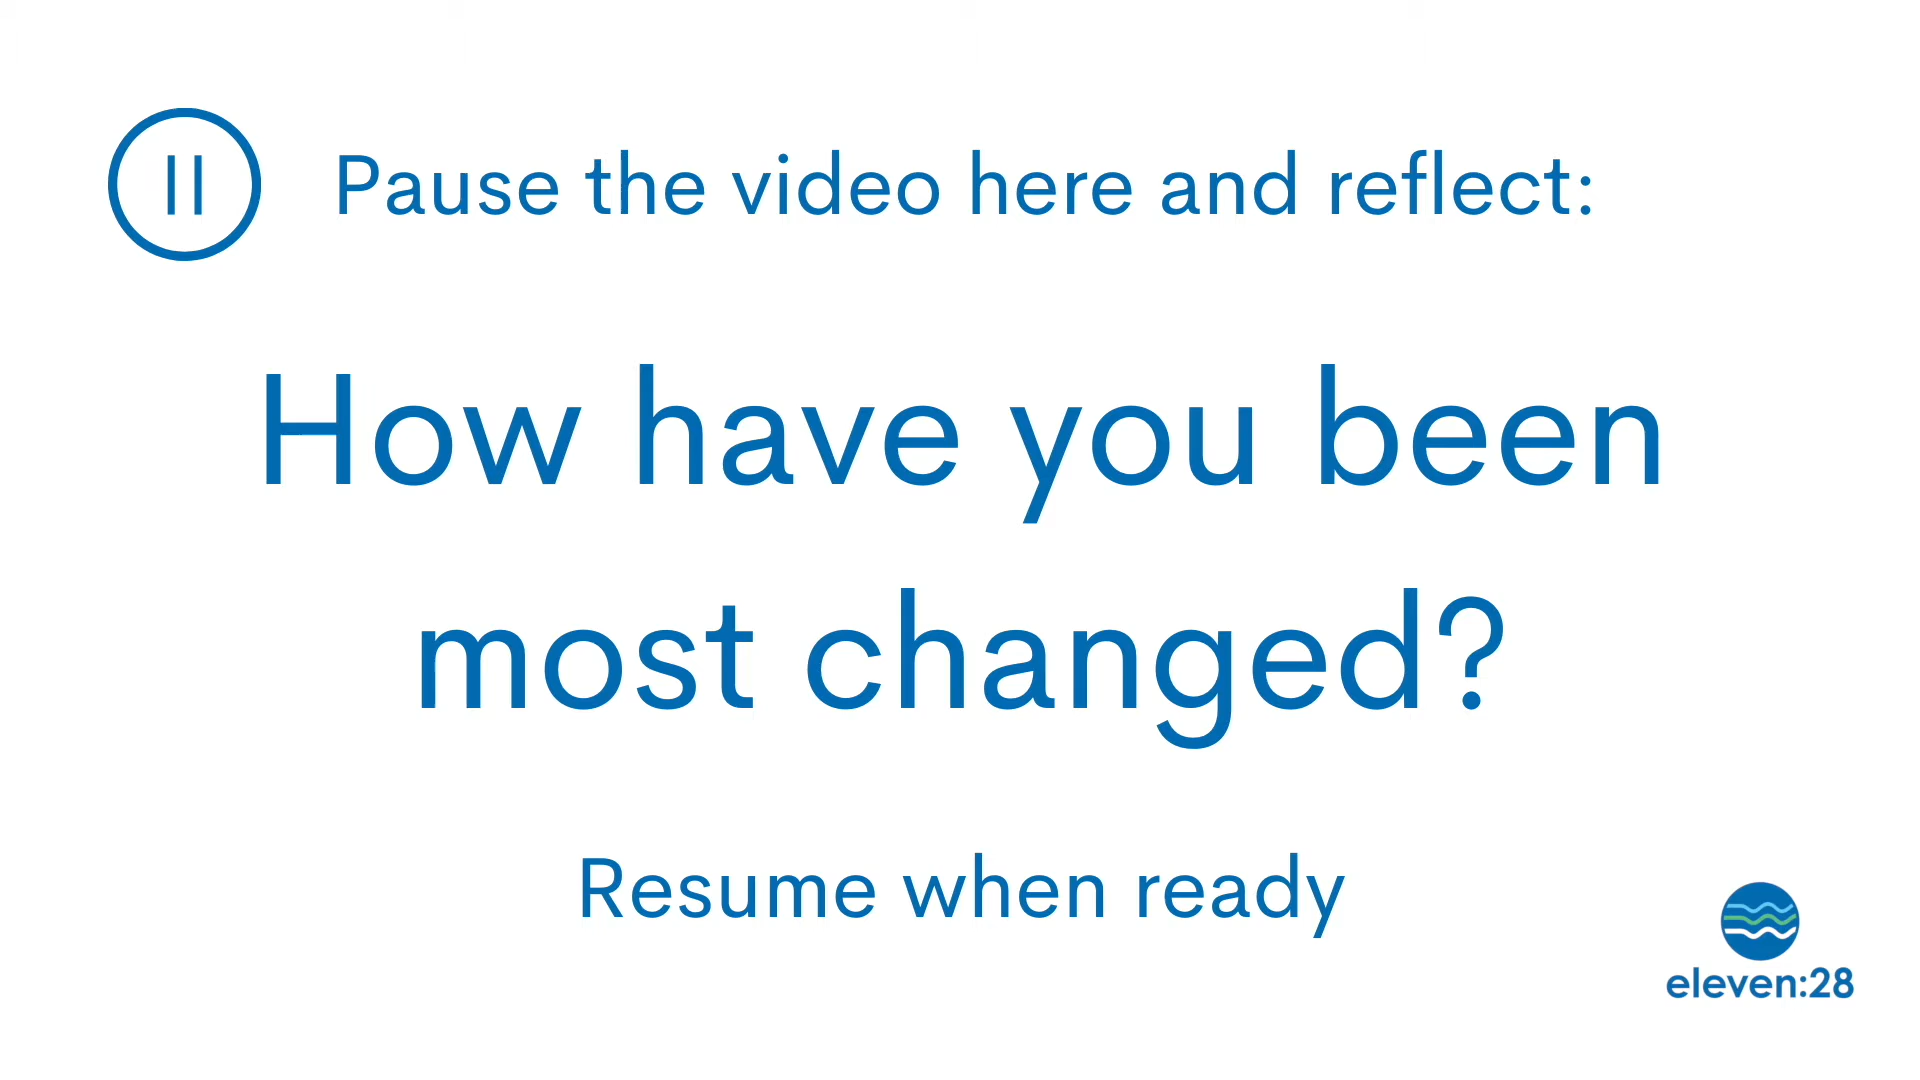 Pause the video here and reflect:
How have you been
most changed?
Resume when ready
eleven:28